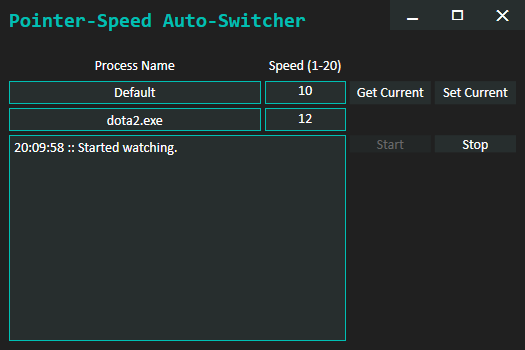 Pointer-Speed Auto-Switcher
Process Name Speed (1-20)
Default 10 Get Current Set Current
dota2.exe 12
20:09:58 :: Started watching. Start Stop